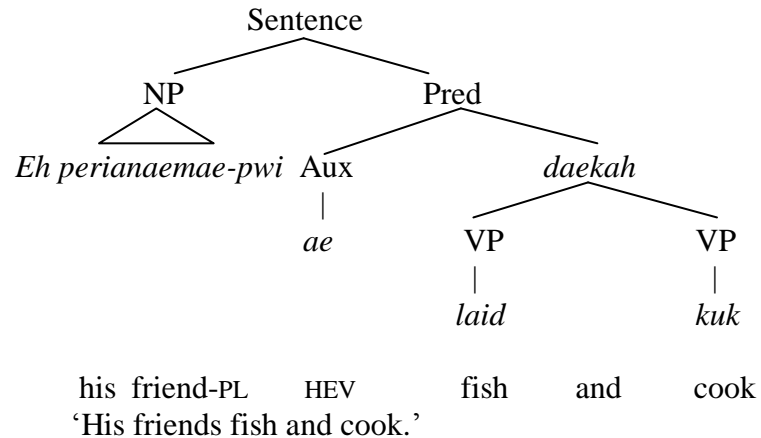 Sentence
NP Pred
Eh perianaemae-pwi Aux daekah
ae VP VP
laid kuk
his friend-PL HEV fish and cook
‘His friends fish and cook.’